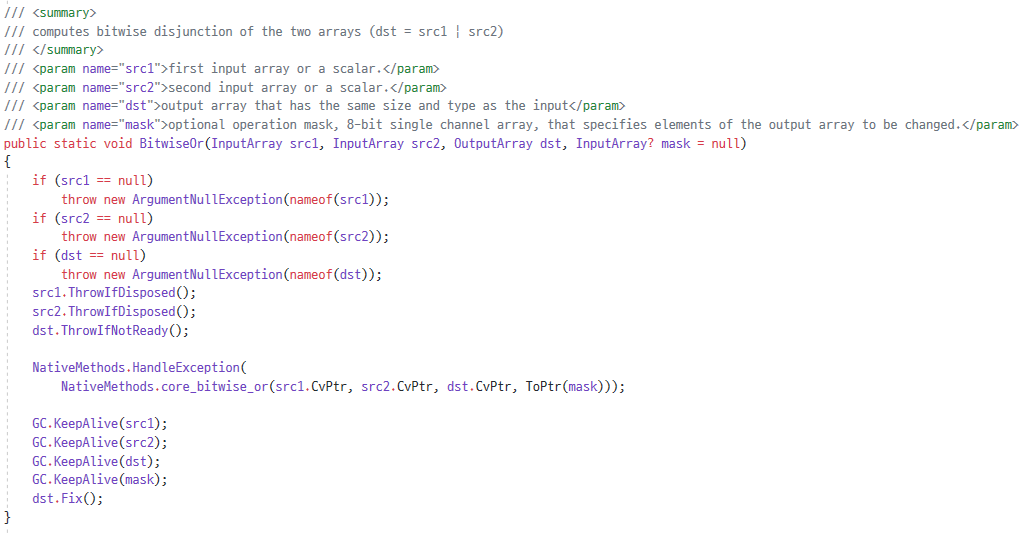 /// <summary>
/// computes bitwise disjunction of the two arrays (dst = src1 | src2)
/// </summary>
/// <param name="src1">first input array or a scalar.</param>
/// <param name="src2">second input array or a scalar.</param>
/// <param name="dst">output array that has the same size and type as the input</param>
/// <param name="mask">optional operation mask, 8-bit single channel array, that specifies elements of the output array to be changed.</param>
public static void BitwiseOr(InputArray src1, InputArray src2, OutputArray dst, InputArray? mask = null)
{
    if (src1 == null)
        throw new ArgumentNullException(nameof(src1));
    if (src2 == null)
        throw new ArgumentNullException(nameof(src2));
    if (dst == null)
        throw new ArgumentNullException(nameof(dst));
    src1.ThrowIfDisposed();
    src2.ThrowIfDisposed();
    dst.ThrowIfNotReady();

    NativeMethods.HandleException(
        NativeMethods.core_bitwise_or(src1.CvPtr, src2.CvPtr, dst.CvPtr, ToPtr(mask)));

    GC.KeepAlive(src1);
    GC.KeepAlive(src2);
    GC.KeepAlive(dst);
    GC.KeepAlive(mask);
    dst.Fix();
}